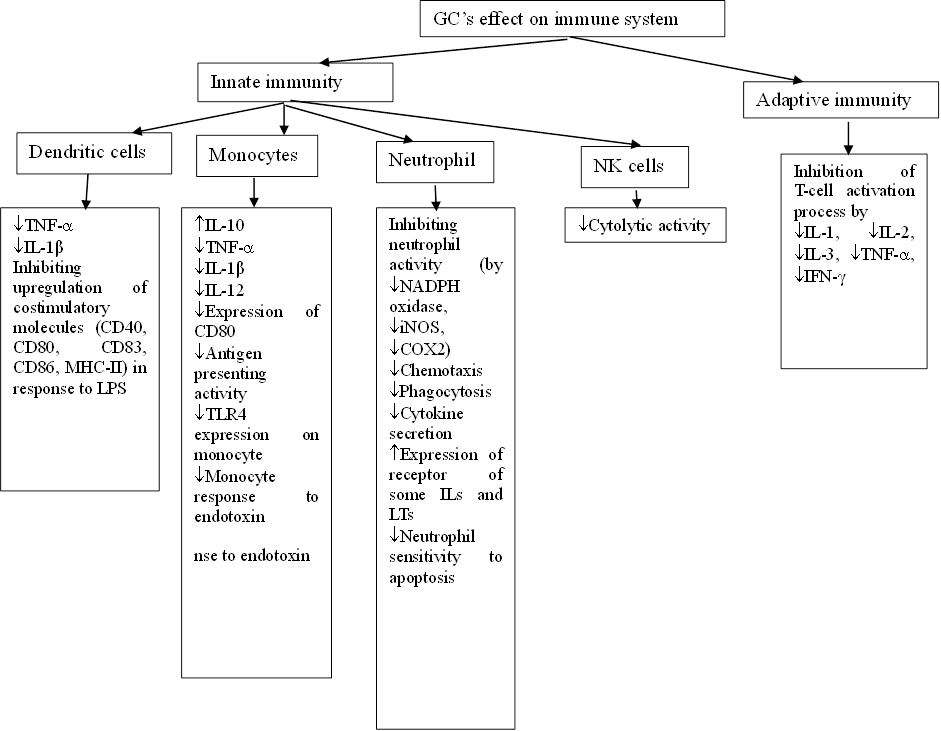 GC's effect on immune system
Innate immunity
Adaptive immunity
Dendritic cells
Monocytes
Neutrophil
NK cells
↓TNF-α
↓IL-1β
Inhibiting
upregulation of
costimulatory
molecules (CD40,
CD80, CD83,
CD86, MHC-II) in
response to LPS
↑IL-10
↓TNF-α
↓IL-1β
↓IL-12
↓Expression of
CD80
↓Antigen
presenting
activity
↓TLR4
expression on
monocyte
↓Monocyte
response to
endotoxin
nse to endotoxin
Inhibiting
neutrophil
activity (by
↓NADPH
oxidase,
↓iNOS,
↓COX2)
↓Chemotaxis
↓Phagocytosis
↓Cytokine
secretion
↑Expression of
receptor of
some ILs and
LTs
↓Neutrophil
sensitivity to
apoptosis
↓Cytolytic activity
Inhibition of
T-cell activation
process by
↓IL-1, ↓IL-2,
↓IL-3, ↓TNF-α,
↓IFN-γ